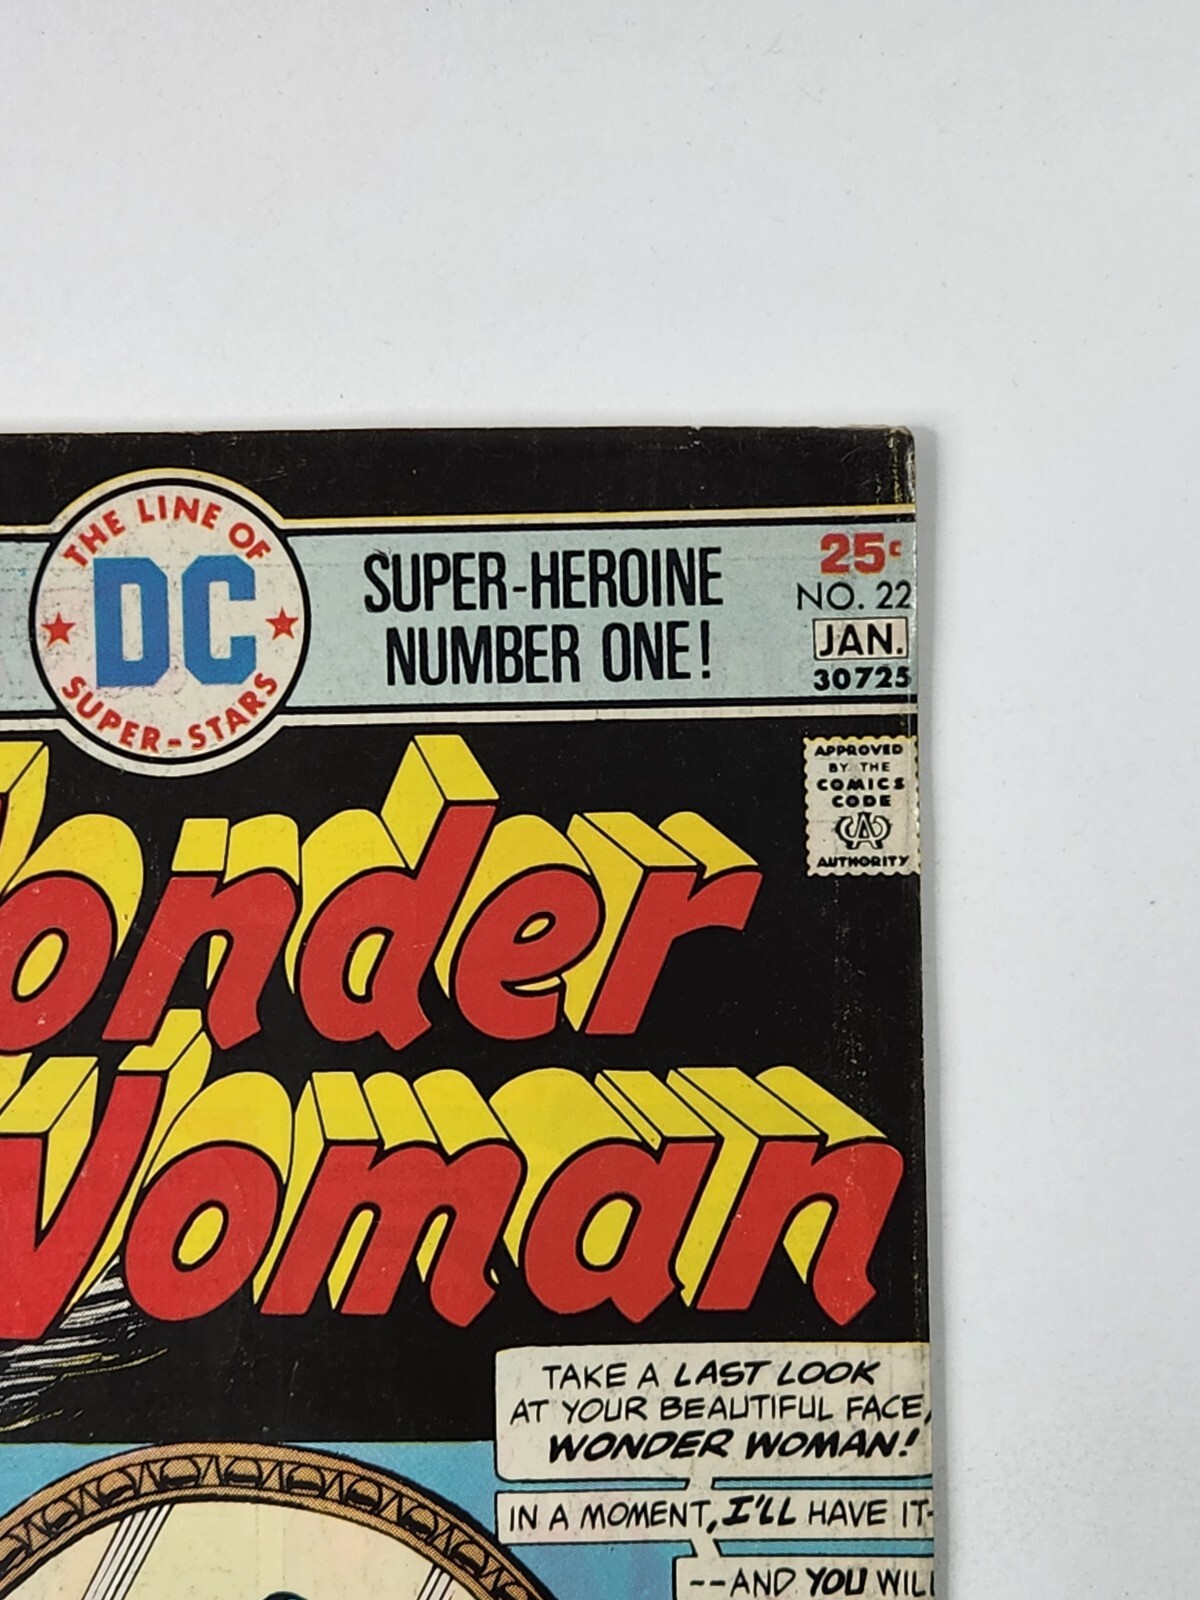 THE LINE OF
DC
SUPER-STARS
SUPER-HEROINE
NUMBER ONE!
25¢
NO. 22
JAN.
30725
APPROVED
BY THE
COMICS
CODE
AUTHORITY
Wonder
Woman
TAKE A LAST LOOK
AT YOUR BEAUTIFUL FACE,
WONDER WOMAN!
IN A MOMENT, I'LL HAVE IT-
--AND YOU WILL